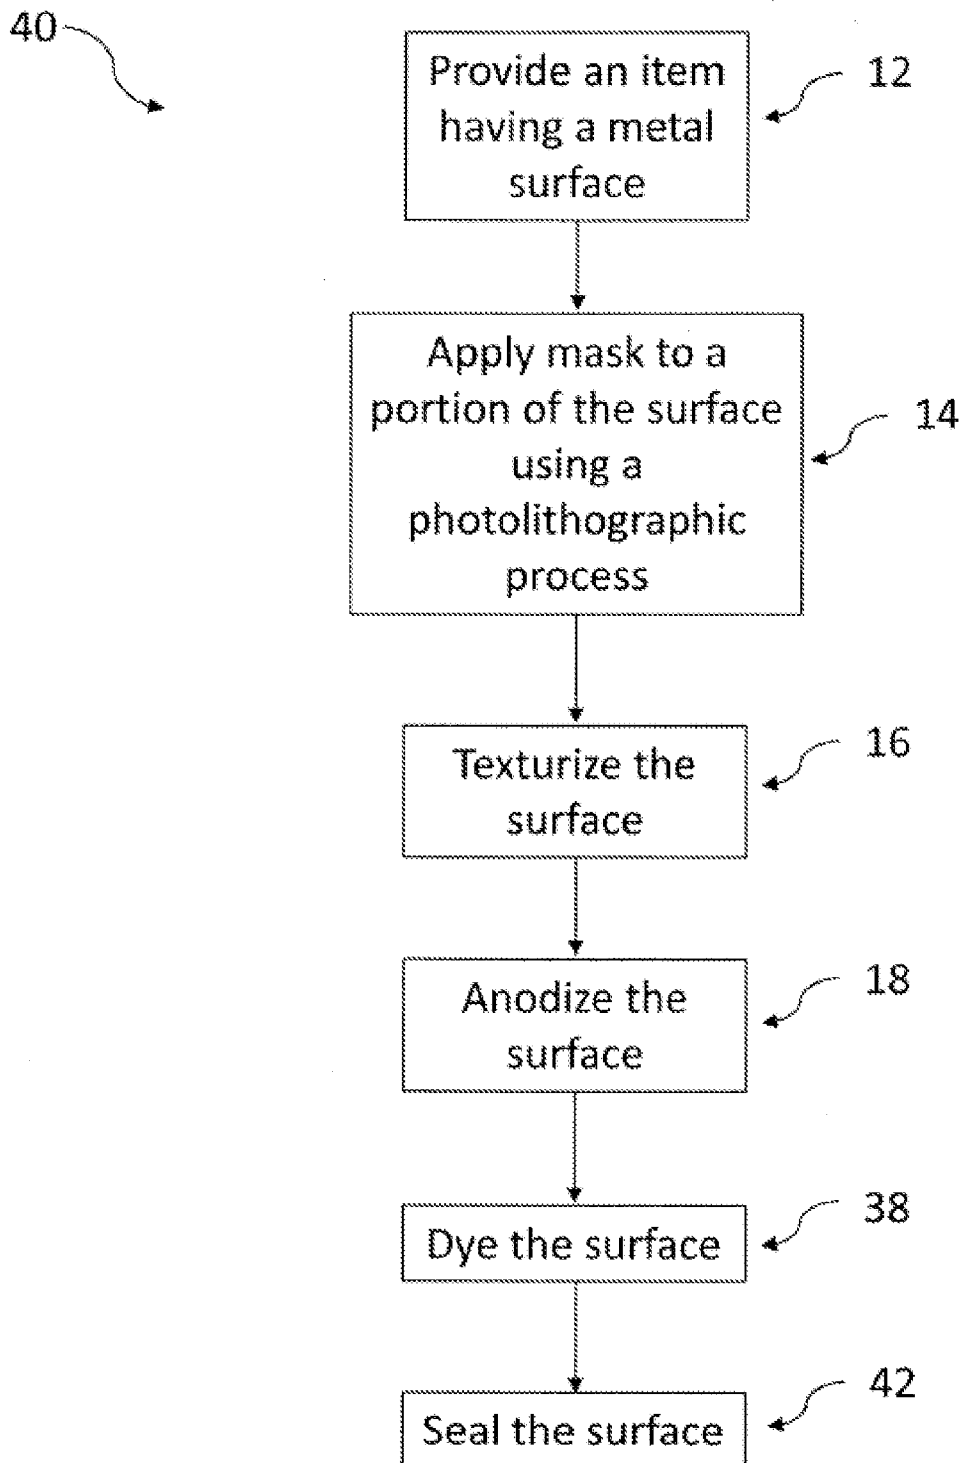 40
Provide an item
having a metal
surface
12
Apply mask to a
portion of the surface
using a
photolithographic
process
14
Texturize the
surface
16
Anodize the
surface
18
Dye the surface
38
Seal the surface
42